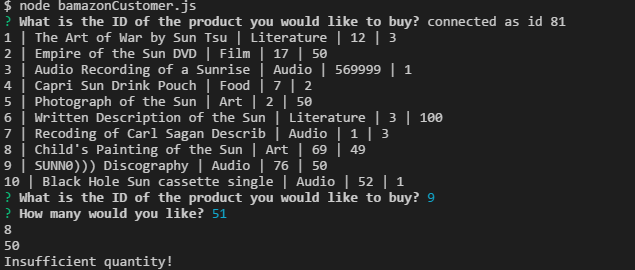 $ node bamazonCustomer.js
? What is the ID of the product you would like to buy? connected as id 81
1 | The Art of War by Sun Tsu | Literature | 12 | 3
2 | Empire of the Sun DVD | Film | 17 | 50
3 | Audio Recording of a Sunrise | Audio | 569999 | 1
4 | Capri Sun Drink Pouch | Food | 7 | 2
5 | Photograph of the Sun | Art | 2 | 50
6 | Written Description of the Sun | Literature | 3 | 100
7 | Recoding of Carl Sagan Describ | Audio | 1 | 3
8 | Child's Painting of the Sun | Art | 69 | 49
9 | SUNN0))) Discography | Audio | 76 | 50
10 | Black Hole Sun cassette single | Audio | 52 | 1
? What is the ID of the product you would like to buy? 9
? How many would you like? 51
8
50
Insufficient quantity!